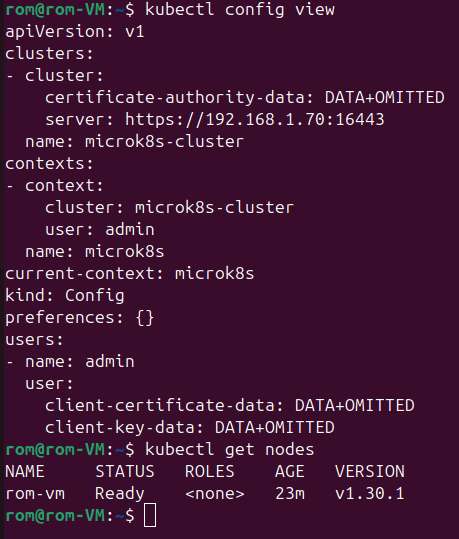 rom@rom-VM:~$ kubectl config view
apiVersion: v1
clusters:
- cluster:
    certificate-authority-data: DATA+OMITTED
    server: https://192.168.1.70:16443
  name: microk8s-cluster
contexts:
- context:
    cluster: microk8s-cluster
    user: admin
  name: microk8s
current-context: microk8s
kind: Config
preferences: {}
users:
- name: admin
  user:
    client-certificate-data: DATA+OMITTED
    client-key-data: DATA+OMITTED
rom@rom-VM:~$ kubectl get nodes
NAME     STATUS   ROLES    AGE   VERSION
rom-vm   Ready    <none>   23m   v1.30.1
rom@rom-VM:~$